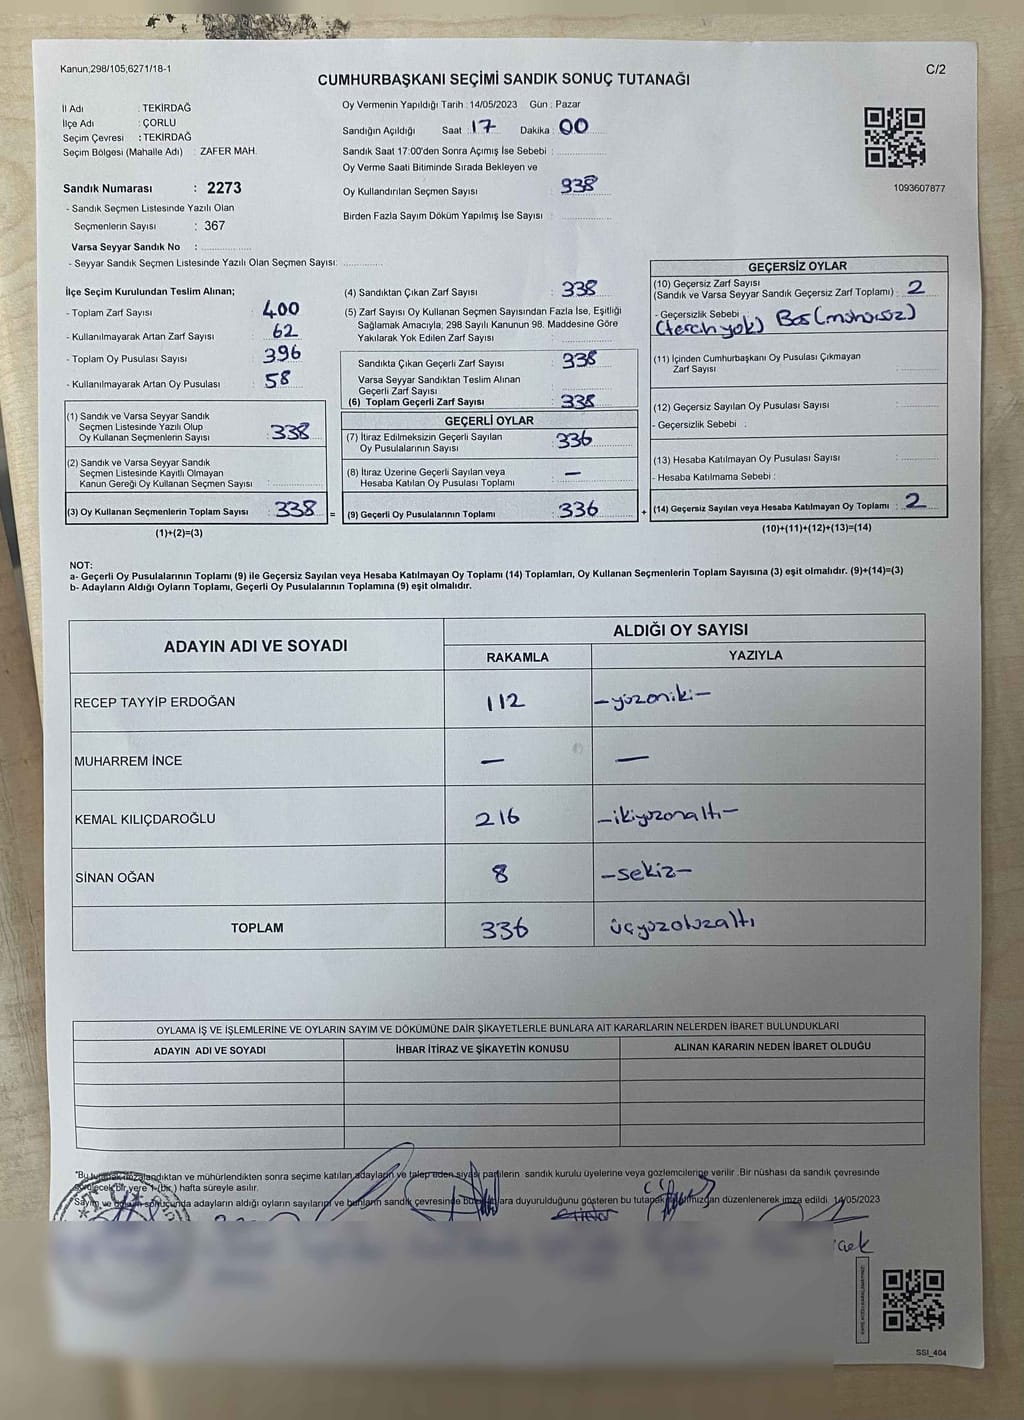 Kanun,298/105;6271/18-1
C/2
CUMHURBAŞKANI SEÇİMİ SANDIK SONUÇ TUTANAĞI
İl Adı : TEKİRDAĞ
İlçe Adı : ÇORLU
Seçim Çevresi : TEKİRDAĞ
Seçim Bölgesi (Mahalle Adı) : ZAFER MAH.
Sandık Numarası : 2273
- Sandık Seçmen Listesinde Yazılı Olan
Seçmenlerin Sayısı : 367
Varsa Seyyar Sandık No :
- Seyyar Sandık Seçmen Listesinde Yazılı Olan Seçmen Sayısı:
Oy Vermenin Yapıldığı Tarih : 14/05/2023 Gün : Pazar
Sandığın Açıldığı Saat : 17 Dakika : 00
Sandık Saat 17:00'den Sonra Açımış İse Sebebi :
Oy Verme Saati Bitiminde Sırada Bekleyen ve
Oy Kullandırılan Seçmen Sayısı : 338
Birden Fazla Sayım Döküm Yapılmış İse Sayısı :
1093607877
İlçe Seçim Kurulundan Teslim Alınan;
- Toplam Zarf Sayısı : 400
- Kullanılmayarak Artan Zarf Sayısı : 62
- Toplam Oy Pusulası Sayısı : 396
- Kullanılmayarak Artan Oy Pusulası : 58
(1) Sandık ve Varsa Seyyar Sandık
Seçmen Listesinde Yazılı Olup
Oy Kullanan Seçmenlerin Sayısı : 338
(2) Sandık ve Varsa Seyyar Sandık
Seçmen Listesinde Kayıtlı Olmayan
Kanun Gereği Oy Kullanan Seçmen Sayısı :
(3) Oy Kullanan Seçmenlerin Toplam Sayısı : 338 =
(1)+(2)=(3)
(4) Sandıktan Çıkan Zarf Sayısı : 338
(5) Zarf Sayısı Oy Kullanan Seçmen Sayısından Fazla İse, Eşitliği
Sağlamak Amacıyla; 298 Sayılı Kanunun 98. Maddesine Göre
Yakılarak Yok Edilen Zarf Sayısı :
Sandıkta Çıkan Geçerli Zarf Sayısı : 338
Varsa Seyyar Sandıktan Teslim Alınan
Geçerli Zarf Sayısı :
(6) Toplam Geçerli Zarf Sayısı : 338
GEÇERLİ OYLAR
(7) İtiraz Edilmeksizin Geçerli Sayılan
Oy Pusulalarının Sayısı : 336
(8) İtiraz Üzerine Geçerli Sayılan veya
Hesaba Katılan Oy Pusulası Toplamı : —
(9) Geçerli Oy Pusulalarının Toplamı : 336 +
GEÇERSİZ OYLAR
(10) Geçersiz Zarf Sayısı
(Sandık ve Varsa Seyyar Sandık Geçersiz Zarf Toplamı) : 2
- Geçersizlik Sebebi : Boş (mühürsüz)
(tercih yok)
(11) İçinden Cumhurbaşkanı Oy Pusulası Çıkmayan
Zarf Sayısı :
(12) Geçersiz Sayılan Oy Pusulası Sayısı :
- Geçersizlik Sebebi :
(13) Hesaba Katılmayan Oy Pusulası Sayısı :
- Hesaba Katılmama Sebebi :
(14) Geçersiz Sayılan veya Hesaba Katılmayan Oy Toplamı : 2
(10)+(11)+(12)+(13)=(14)
NOT:
a- Geçerli Oy Pusulalarının Toplamı (9) ile Geçersiz Sayılan veya Hesaba Katılmayan Oy Toplamı (14) Toplamları, Oy Kullanan Seçmenlerin Toplam Sayısına (3) eşit olmalıdır. (9)+(14)=(3)
b- Adayların Aldığı Oyların Toplamı, Geçerli Oy Pusulalarının Toplamına (9) eşit olmalıdır.
ADAYIN ADI VE SOYADI
ALDIĞI OY SAYISI
RAKAMLA YAZIYLA
RECEP TAYYİP ERDOĞAN 112 -yüzoniki-
MUHARREM İNCE — —
KEMAL KILIÇDAROĞLU 216 -ikiyüzonaltı-
SİNAN OĞAN 8 -sekiz-
TOPLAM 336 üçyüzotuzaltı
OYLAMA İŞ VE İŞLEMLERİNE VE OYLARIN SAYIM VE DÖKÜMÜNE DAİR ŞİKAYETLERLE BUNLARA AİT KARARLARIN NELERDEN İBARET BULUNDUKLARI
ADAYIN ADI VE SOYADI İHBAR İTİRAZ VE ŞİKAYETİN KONUSU ALINAN KARARIN NEDEN İBARET OLDUĞU
*Bu tutanak imzalandıktan ve mühürlendikten sonra seçime katılan adayların ve talep eden siyasi partilerin sandık kurulu üyelerine veya gözlemcilerine verilir. Bir nüshası da sandık çevresinde
görülecek bir yere 1 (bir) hafta süreyle asılır.
Sayım ve döküm sonucunda adayların aldığı oyların sayılarını ve bunların sandık çevresinde duyurulduğunu gösteren bu tutanak düzenlenerek imza edildi. 14/05/2023
SSI_404